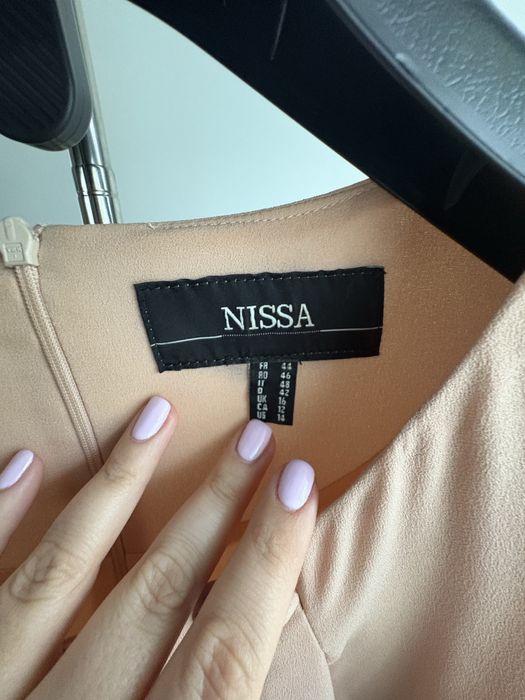 NISSA
FR 44
RO 46
IT 48
D 42
UK 16
CA 12
US 14